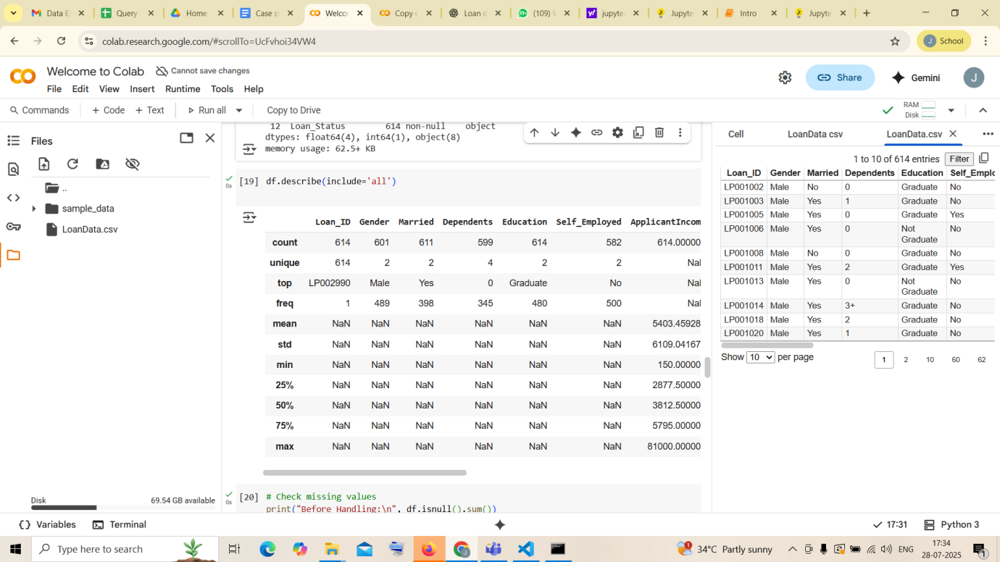 Data E
Query
Home
Case st
Welcor
Copy c
Loan d
99+
(109) V
jupyte
Jupyte
Intro
Jupyte
colab.research.google.com/#scrollTo=UcFvhoi34VW4
J School
Welcome to Colab Cannot save changes
File Edit View Insert Runtime Tools Help
Share Gemini J
Commands + Code + Text Run all Copy to Drive
RAM
Disk
Files
..
sample_data
LoanData.csv
Disk 69.54 GB available
12 Loan_Status 614 non-null object
dtypes: float64(4), int64(1), object(8)
memory usage: 62.5+ KB
0s
[19] df.describe(include='all')
Loan_ID Gender Married Dependents Education Self_Employed ApplicantIncom
count 614 601 611 599 614 582 614.00000
unique 614 2 2 4 2 2 Nal
top LP002990 Male Yes 0 Graduate No Nal
freq 1 489 398 345 480 500 Nal
mean NaN NaN NaN NaN NaN NaN 5403.45928
std NaN NaN NaN NaN NaN NaN 6109.04167
min NaN NaN NaN NaN NaN NaN 150.00000
25% NaN NaN NaN NaN NaN NaN 2877.50000
50% NaN NaN NaN NaN NaN NaN 3812.50000
75% NaN NaN NaN NaN NaN NaN 5795.00000
max NaN NaN NaN NaN NaN NaN 81000.00000
0s
[20] # Check missing values
print("Before Handling:\n", df.isnull().sum())
Cell LoanData csv LoanData.csv
1 to 10 of 614 entries Filter
Loan_ID Gender Married Dependents Education Self_Emplo
LP001002 Male No 0 Graduate No
LP001003 Male Yes 1 Graduate No
LP001005 Male Yes 0 Graduate Yes
LP001006 Male Yes 0 Not Graduate No
LP001008 Male No 0 Graduate No
LP001011 Male Yes 2 Graduate Yes
LP001013 Male Yes 0 Not Graduate No
LP001014 Male Yes 3+ Graduate No
LP001018 Male Yes 2 Graduate No
LP001020 Male Yes 1 Graduate No
Show 10 per page 1 2 10 60 62
Variables Terminal
17:31 Python 3
Type here to search
1
34°C Partly sunny
ENG
17:34
28-07-2025
1